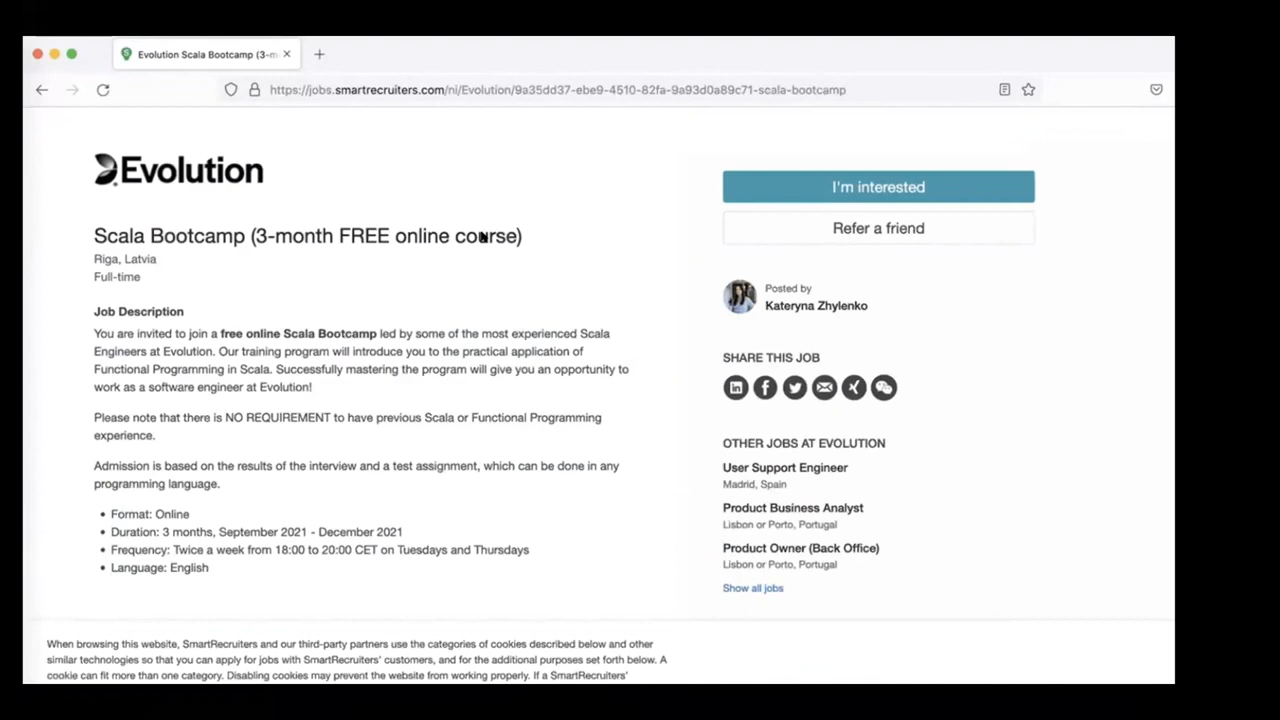 Evolution Scala Bootcamp (3-m
https://jobs.smartrecruiters.com/ni/Evolution/9a35dd37-ebe9-4510-82fa-9a93d0a89c71-scala-bootcamp
Evolution
Scala Bootcamp (3-month FREE online course)
Riga, Latvia
Full-time
Job Description
You are invited to join a free online Scala Bootcamp led by some of the most experienced Scala
Engineers at Evolution. Our training program will introduce you to the practical application of
Functional Programming in Scala. Successfully mastering the program will give you an opportunity to
work as a software engineer at Evolution!
Please note that there is NO REQUIREMENT to have previous Scala or Functional Programming
experience.
Admission is based on the results of the interview and a test assignment, which can be done in any
programming language.
• Format: Online
• Duration: 3 months, September 2021 - December 2021
• Frequency: Twice a week from 18:00 to 20:00 CET on Tuesdays and Thursdays
• Language: English
I'm interested
Refer a friend
Posted by
Kateryna Zhylenko
SHARE THIS JOB
OTHER JOBS AT EVOLUTION
User Support Engineer
Madrid, Spain
Product Business Analyst
Lisbon or Porto, Portugal
Product Owner (Back Office)
Lisbon or Porto, Portugal
Show all jobs
When browsing this website, SmartRecruiters and our third-party partners use the categories of cookies described below and other
similar technologies so that you can apply for jobs with SmartRecruiters' customers, and for the additional purposes set forth below. A
cookie can fit more than one category. Disabling cookies may prevent the website from working properly. If a SmartRecruiters'